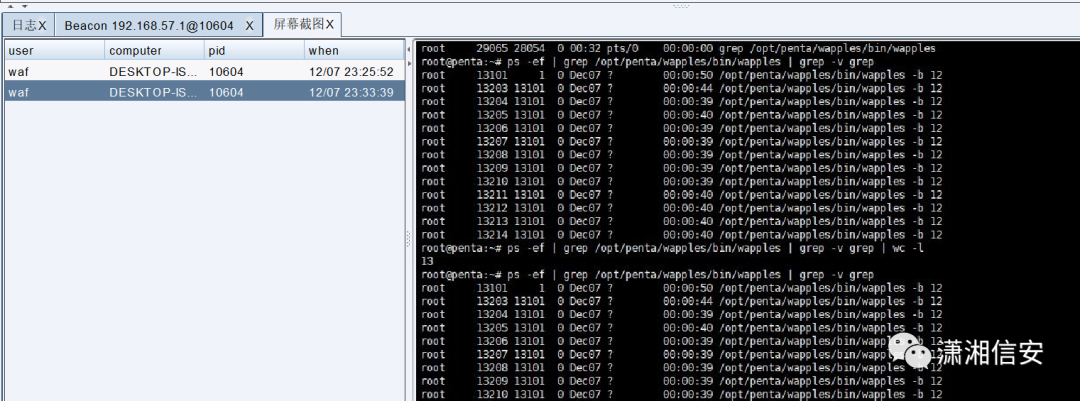 日志X Beacon 192.168.57.1@10604 X 屏幕截图X
user computer pid when
waf DESKTOP-IS... 10604 12/07 23:25:52
waf DESKTOP-IS... 10604 12/07 23:33:39
root 29065 28054 0 00:32 pts/0 00:00:00 grep /opt/penta/wapples/bin/wapples
root@penta:~# ps -ef | grep /opt/penta/wapples/bin/wapples | grep -v grep
root 13101 1 0 Dec07 ? 00:00:50 /opt/penta/wapples/bin/wapples -b 12
root 13203 13101 0 Dec07 ? 00:00:44 /opt/penta/wapples/bin/wapples -b 12
root 13204 13101 0 Dec07 ? 00:00:39 /opt/penta/wapples/bin/wapples -b 12
root 13205 13101 0 Dec07 ? 00:00:40 /opt/penta/wapples/bin/wapples -b 12
root 13206 13101 0 Dec07 ? 00:00:39 /opt/penta/wapples/bin/wapples -b 12
root 13207 13101 0 Dec07 ? 00:00:39 /opt/penta/wapples/bin/wapples -b 12
root 13208 13101 0 Dec07 ? 00:00:39 /opt/penta/wapples/bin/wapples -b 12
root 13209 13101 0 Dec07 ? 00:00:39 /opt/penta/wapples/bin/wapples -b 12
root 13210 13101 0 Dec07 ? 00:00:39 /opt/penta/wapples/bin/wapples -b 12
root 13211 13101 0 Dec07 ? 00:00:40 /opt/penta/wapples/bin/wapples -b 12
root 13212 13101 0 Dec07 ? 00:00:40 /opt/penta/wapples/bin/wapples -b 12
root 13213 13101 0 Dec07 ? 00:00:40 /opt/penta/wapples/bin/wapples -b 12
root 13214 13101 0 Dec07 ? 00:00:40 /opt/penta/wapples/bin/wapples -b 12
root@penta:~# ps -ef | grep /opt/penta/wapples/bin/wapples | grep -v grep | wc -l
13
root@penta:~# ps -ef | grep /opt/penta/wapples/bin/wapples | grep -v grep
root 13101 1 0 Dec07 ? 00:00:50 /opt/penta/wapples/bin/wapples -b 12
root 13203 13101 0 Dec07 ? 00:00:44 /opt/penta/wapples/bin/wapples -b 12
root 13204 13101 0 Dec07 ? 00:00:39 /opt/penta/wapples/bin/wapples -b 12
root 13205 13101 0 Dec07 ? 00:00:40 /opt/penta/wapples/bin/wapples -b 12
root 13206 13101 0 Dec07 ? 00:00:39 /opt/penta/wapples/bin/wapples -b 12
root 13207 13101 0 Dec07 ? 00:00:39 /opt/penta/wapples/bin/wapples -b 12
root 13208 13101 0 Dec07 ? 00:00:39 /opt/penta/wapples/bin/wapples -b 12
root 13209 13101 0 Dec07 ? 00:00:39 /opt/penta/wapples/bin/wapples -b 12
root 13210 13101 0 Dec07 ? 00:00:39 /opt/penta/wapples/bin/wapples -b 12
潇湘信安